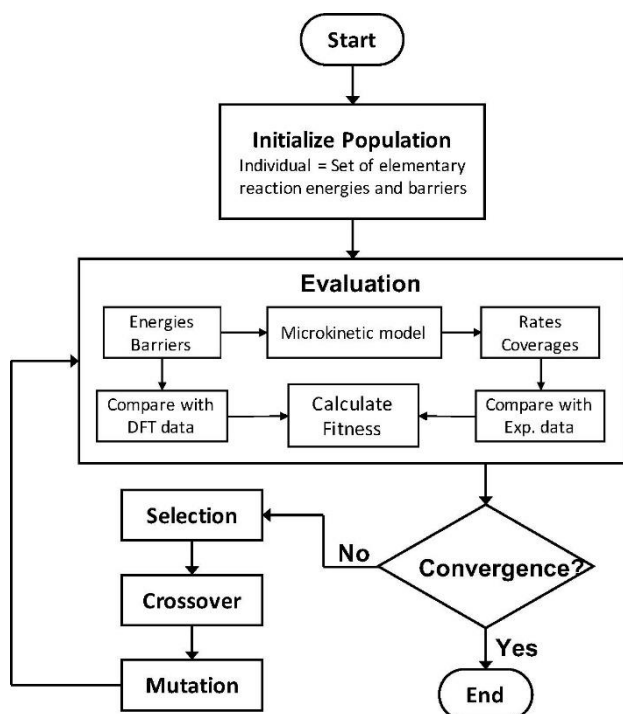 Start
Initialize Population
Individual = Set of elementary
reaction energies and barriers
Evaluation
Energies
Barriers
Microkinetic model
Rates
Coverages
Compare with
DFT data
Calculate
Fitness
Compare with
Exp. data
Selection
No
Convergence?
Crossover
Yes
Mutation
End